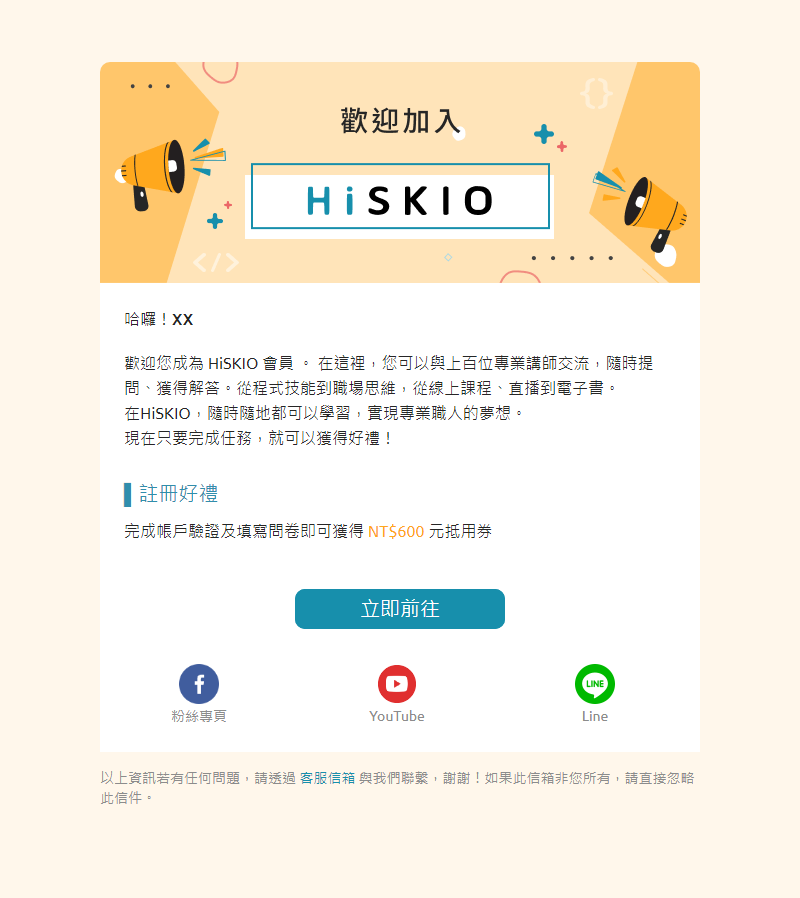 歡迎加入
HiSKIO
哈囉！XX
歡迎您成為 HiSKIO 會員 。 在這裡，您可以與上百位專業講師交流，隨時提
問、獲得解答。從程式技能到職場思維，從線上課程、直播到電子書。
在HiSKIO，隨時隨地都可以學習，實現專業職人的夢想。
現在只要完成任務，就可以獲得好禮！
註冊好禮
完成帳戶驗證及填寫問卷即可獲得 NT$600 元抵用券
立即前往
粉絲專頁
YouTube
LINE
Line
以上資訊若有任何問題，請透過 客服信箱 與我們聯繫，謝謝！如果此信箱非您所有，請直接忽略
此信件。